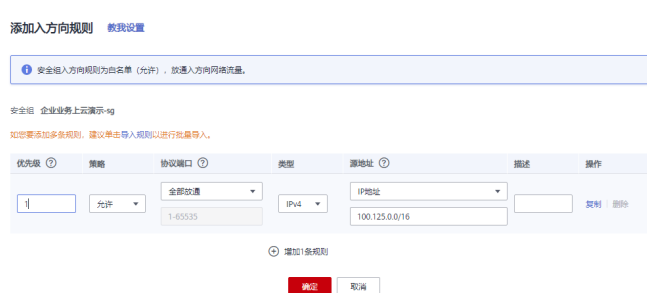 添加入方向规则 教我设置
安全组入方向规则为白名单（允许），放通入方向网络流量。
安全组 企业业务上云演示-sg
如您要添加多条规则，建议单击导入规则以进行批量导入。
优先级 策略 协议端口 类型 源地址 描述 操作
1 允许 全部放通 IPv4 IP地址 复制 删除
1-65535 100.125.0.0/16
增加1条规则
确定 取消